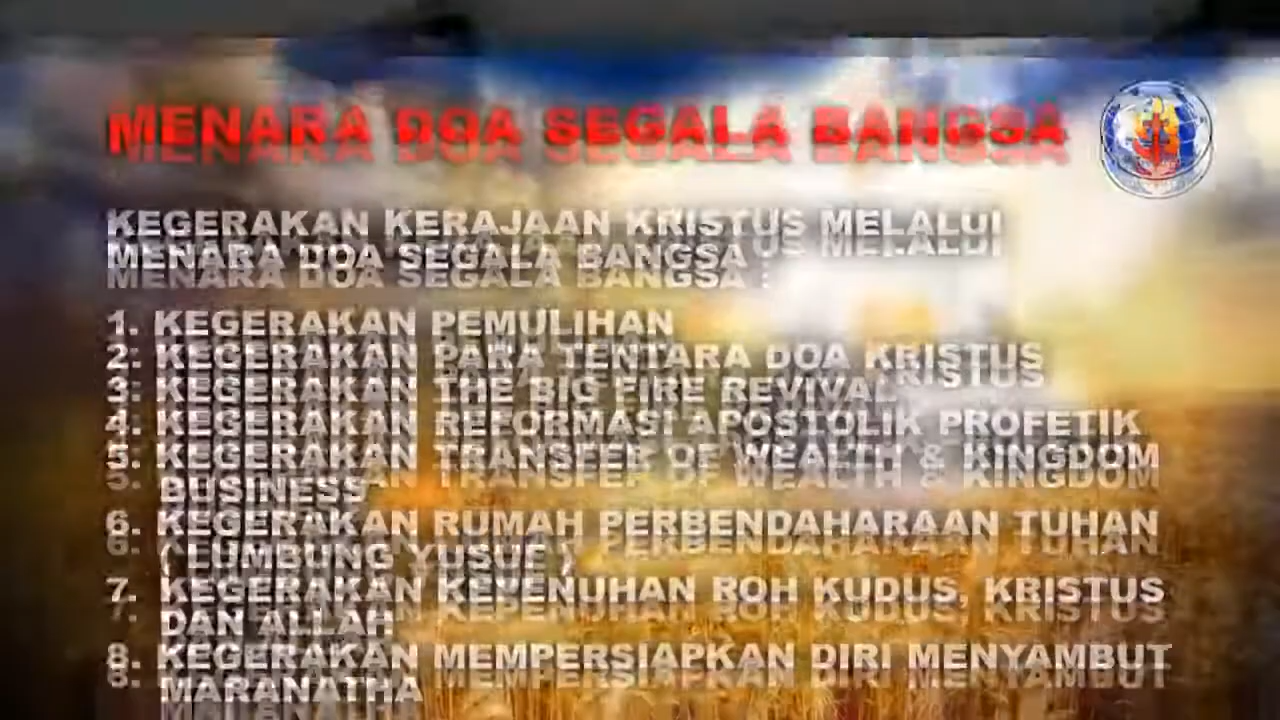 MENARA DOA SEGALA BANGSA
KEGERAKAN KERAJAAN KRISTUS MELALUI
MENARA DOA SEGALA BANGSA :
1. KEGERAKAN PEMULIHAN
2. KEGERAKAN PARA TENTARA DOA KRISTUS
3. KEGERAKAN THE BIG FIRE REVIVAL
4. KEGERAKAN REFORMASI APOSTOLIK PROFETIK
5. KEGERAKAN TRANSFER OF WEALTH & KINGDOM
BUSINESS
6. KEGERAKAN RUMAH PERBENDAHARAAN TUHAN
( LUMBUNG YUSUF )
7. KEGERAKAN KEPENUHAN ROH KUDUS, KRISTUS
DAN ALLAH
8. KEGERAKAN MEMPERSIAPKAN DIRI MENYAMBUT
MARANATHA